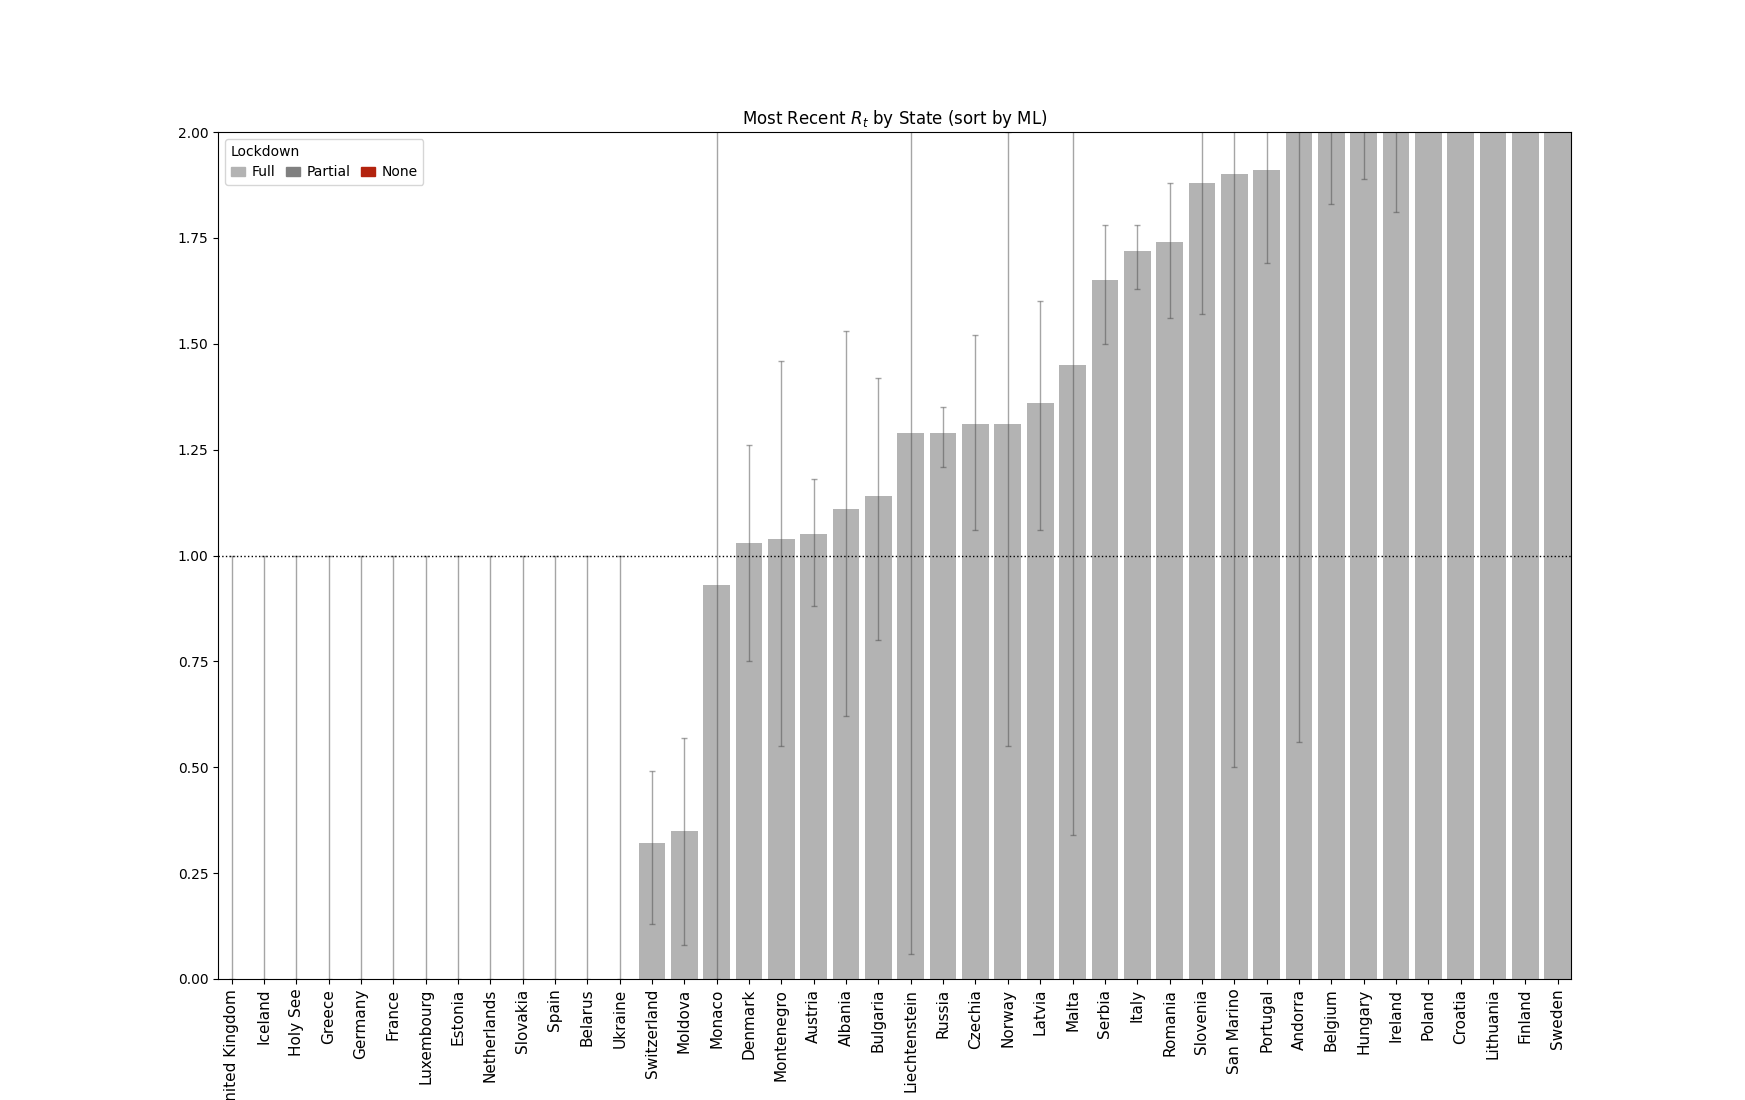 Most Recent Rt by State (sort by ML)
Lockdown
Full Partial None
2.00
1.75
1.50
1.25
1.00
0.75
0.50
0.25
0.00
nited Kingdom
Iceland
Holy See
Greece
Germany
France
Luxembourg
Estonia
Netherlands
Slovakia
Spain
Belarus
Ukraine
Switzerland
Moldova
Monaco
Denmark
Montenegro
Austria
Albania
Bulgaria
Liechtenstein
Russia
Czechia
Norway
Latvia
Malta
Serbia
Italy
Romania
Slovenia
San Marino
Portugal
Andorra
Belgium
Hungary
Ireland
Poland
Croatia
Lithuania
Finland
Sweden